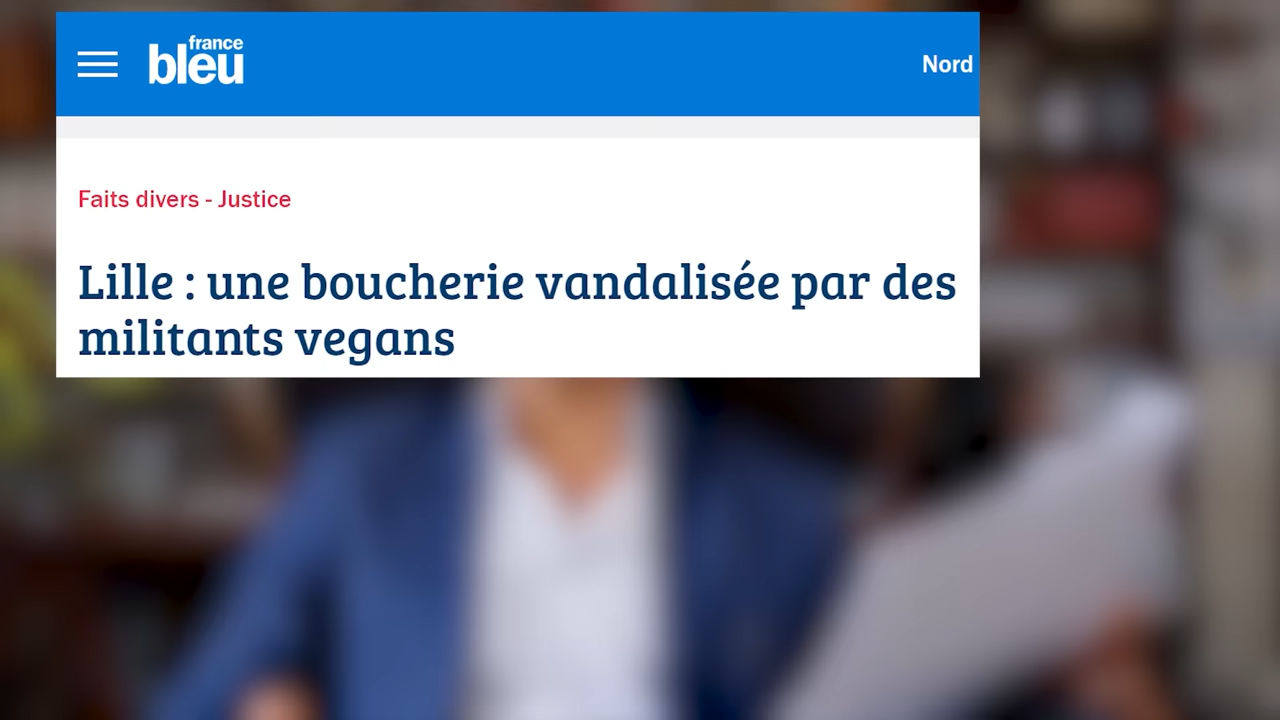 france
bleu
Nord
Faits divers - Justice
Lille : une boucherie vandalisée par des
militants vegans